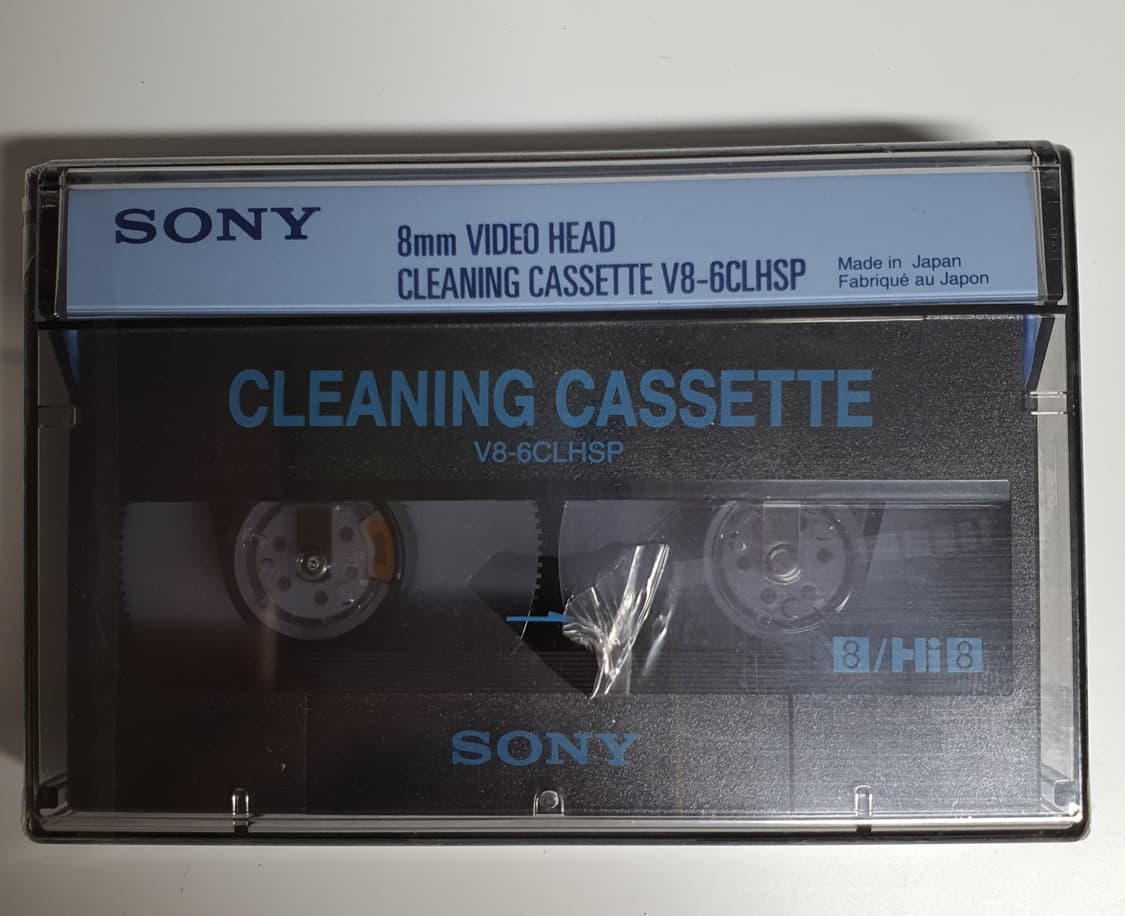 SONY
8mm VIDEO HEAD
CLEANING CASSETTE V8-6CLHSP
Made in Japan
Fabriqué au Japon
CLEANING CASSETTE
V8-6CLHSP
8/Hi8
SONY